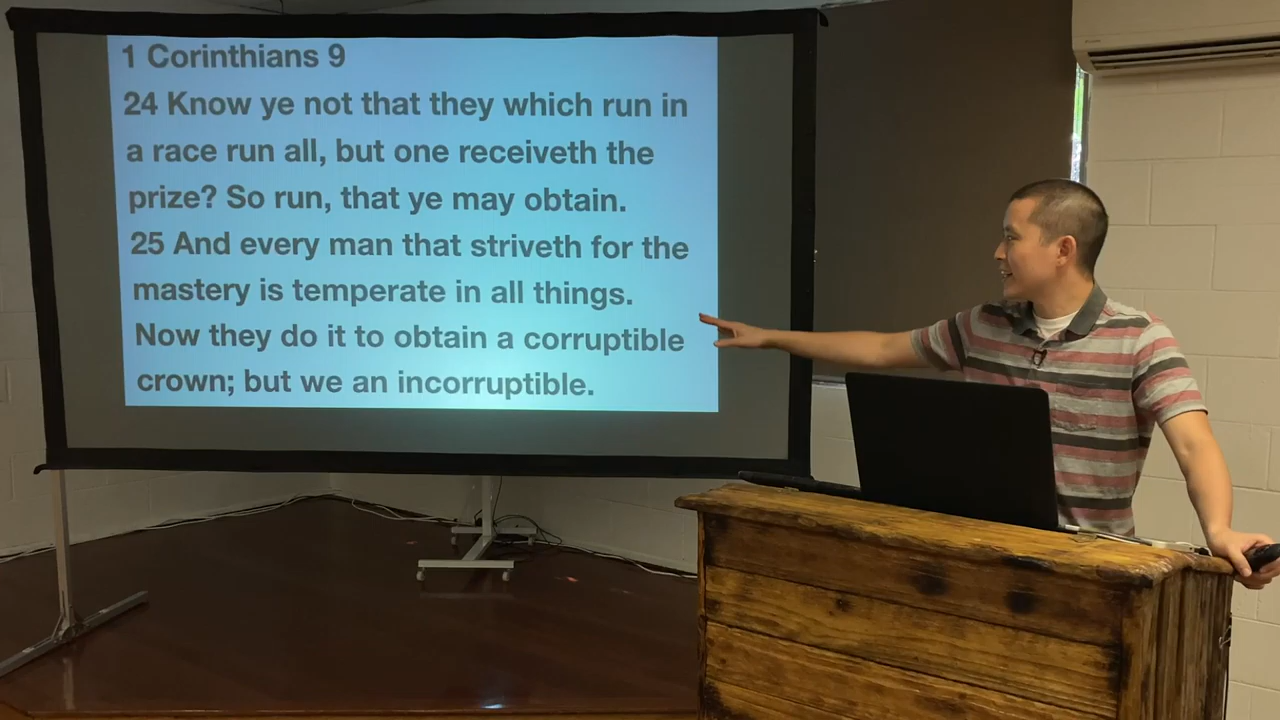 1 Corinthians 9
24 Know ye not that they which run in
a race run all, but one receiveth the
prize? So run, that ye may obtain.
25 And every man that striveth for the
mastery is temperate in all things.
Now they do it to obtain a corruptible
crown; but we an incorruptible.